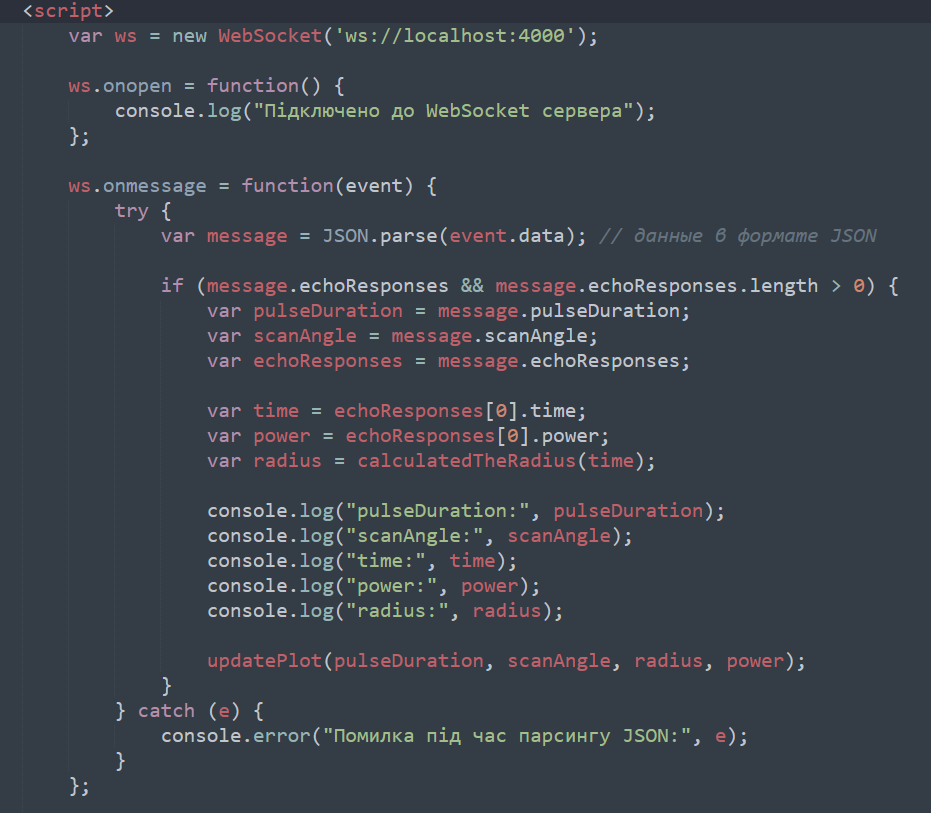 <script>
var ws = new WebSocket('ws://localhost:4000');
ws.onopen = function() {
console.log("Підключено до WebSocket сервера");
};
ws.onmessage = function(event) {
try {
var message = JSON.parse(event.data); // данные в формате JSON
if (message.echoResponses && message.echoResponses.length > 0) {
var pulseDuration = message.pulseDuration;
var scanAngle = message.scanAngle;
var echoResponses = message.echoResponses;
var time = echoResponses[0].time;
var power = echoResponses[0].power;
var radius = calculatedTheRadius(time);
console.log("pulseDuration:", pulseDuration);
console.log("scanAngle:", scanAngle);
console.log("time:", time);
console.log("power:", power);
console.log("radius:", radius);
updatePlot(pulseDuration, scanAngle, radius, power);
}
} catch (e) {
console.error("Помилка під час парсингу JSON:", e);
}
};